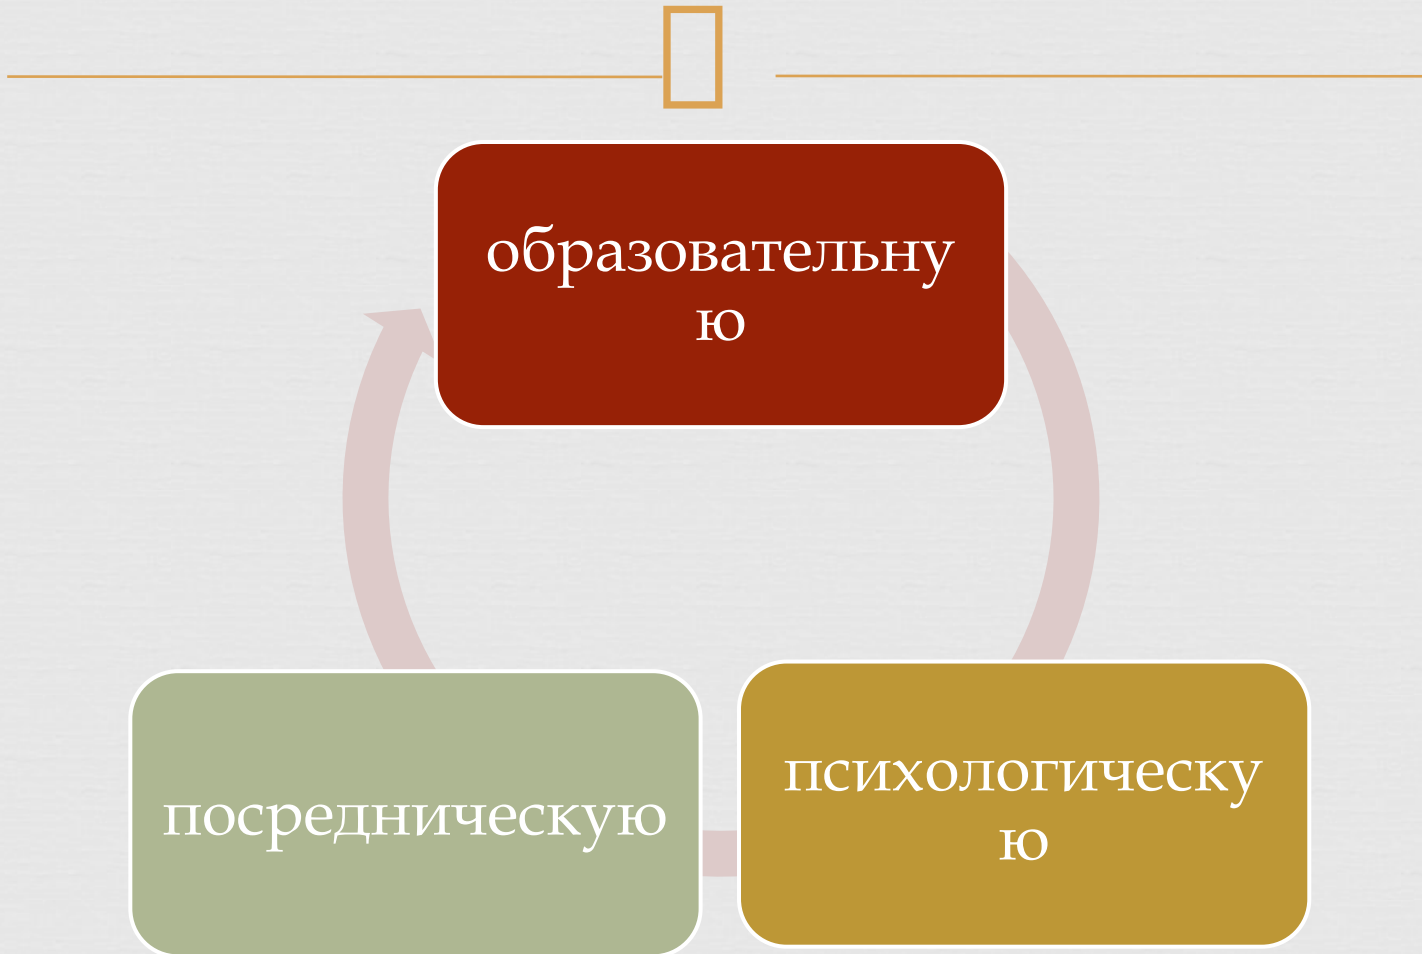 образовательну
ю
посредническую
психологическу
ю